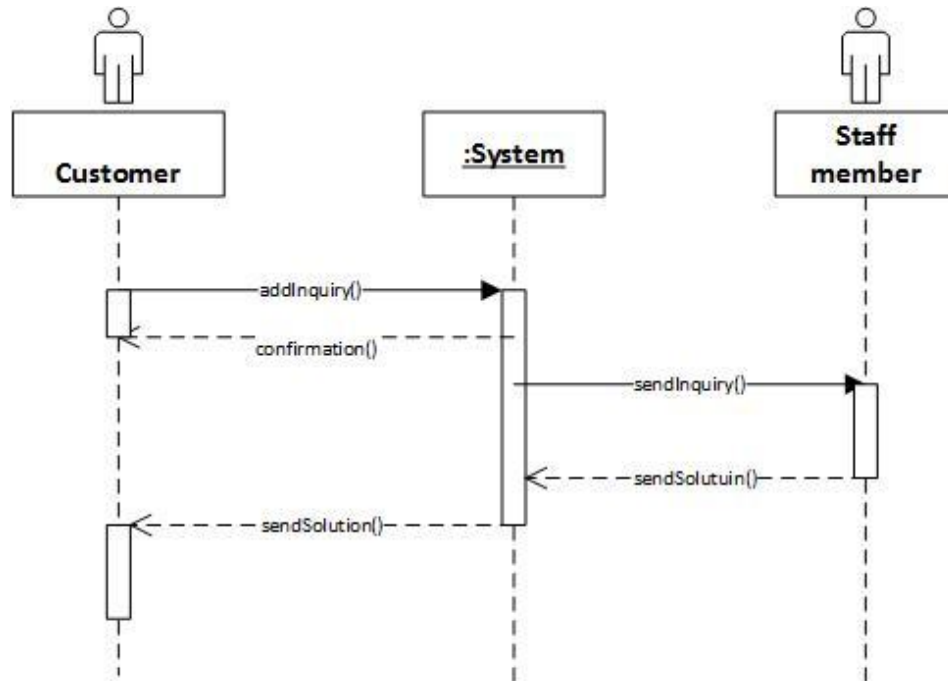 Customer
:System
Staff
member
addInquiry()
confirmation()
sendInquiry()
sendSolutuin()
sendSolution()